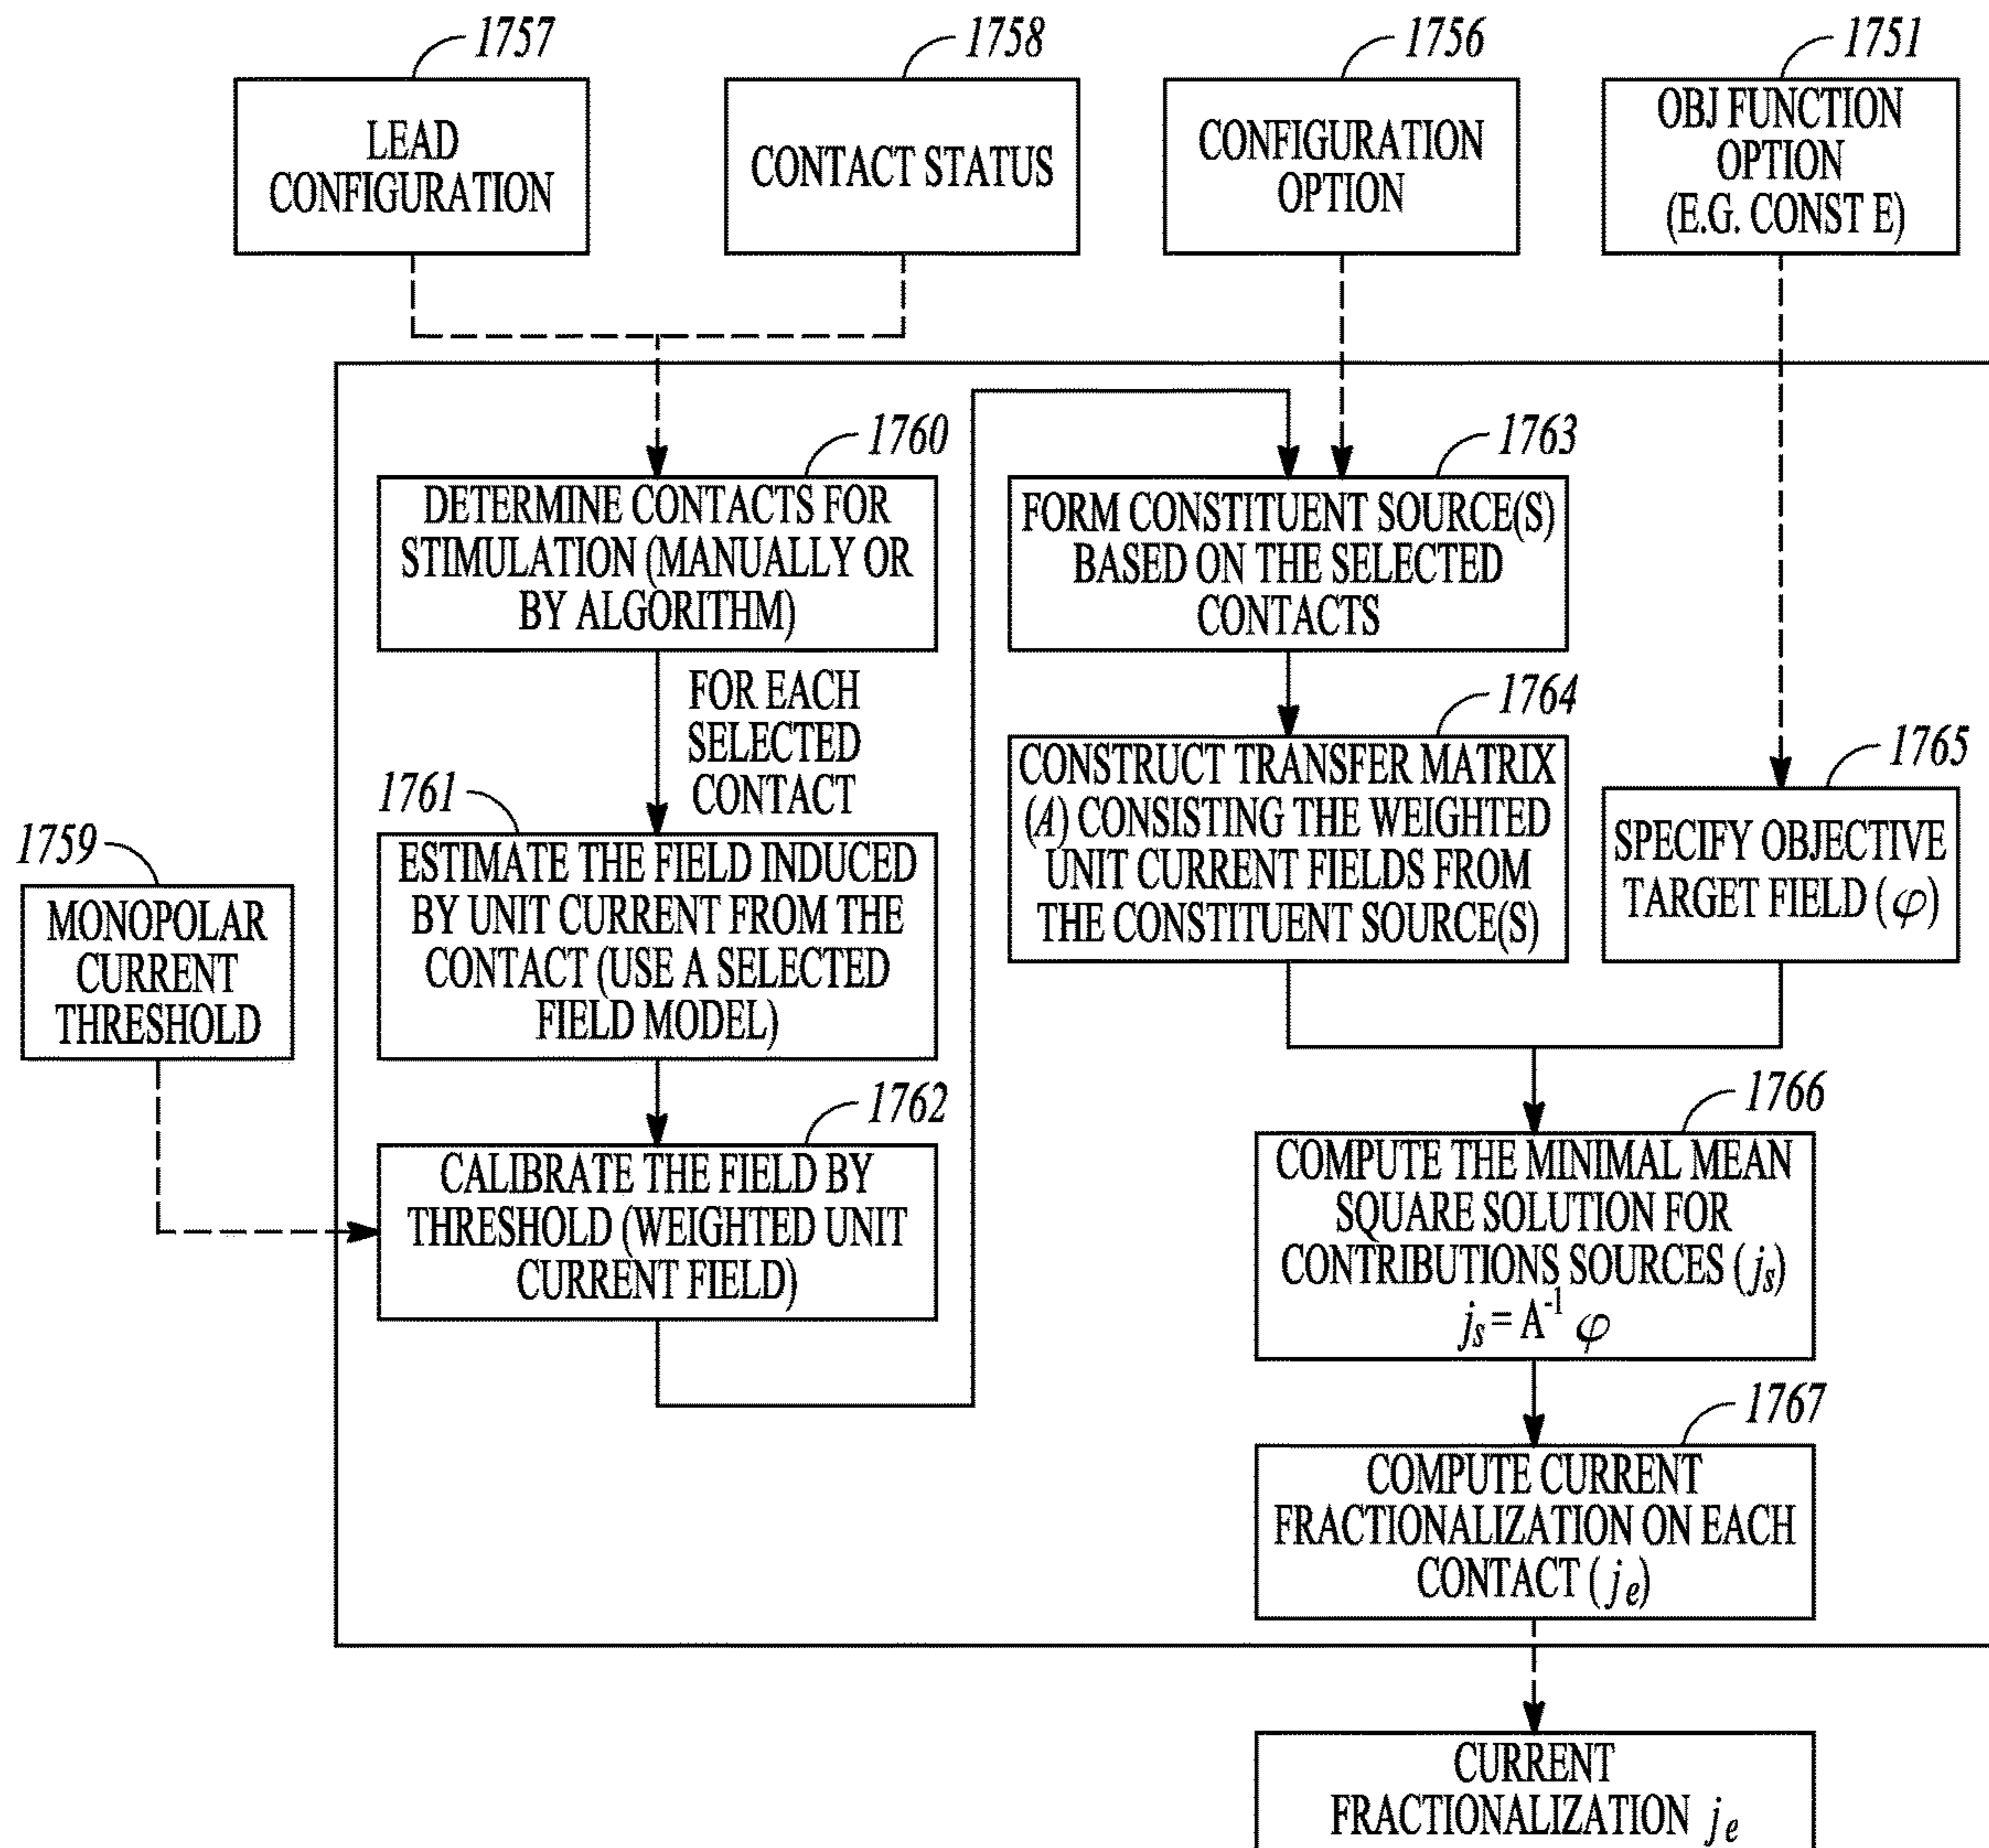 1757
LEAD
CONFIGURATION
1758
CONTACT STATUS
1756
CONFIGURATION
OPTION
1751
OBJ FUNCTION
OPTION
(E.G. CONST E)
1760
DETERMINE CONTACTS FOR
STIMULATION (MANUALLY OR
BY ALGORITHM)
FOR EACH
SELECTED
CONTACT
1761
ESTIMATE THE FIELD INDUCED
BY UNIT CURRENT FROM THE
CONTACT (USE A SELECTED
FIELD MODEL)
1759
MONOPOLAR
CURRENT
THRESHOLD
1762
CALIBRATE THE FIELD BY
THRESHOLD (WEIGHTED UNIT
CURRENT FIELD)
1763
FORM CONSTITUENT SOURCE(S)
BASED ON THE SELECTED
CONTACTS
1764
CONSTRUCT TRANSFER MATRIX
(A) CONSISTING THE WEIGHTED
UNIT CURRENT FIELDS FROM
THE CONSTITUENT SOURCE(S)
1765
SPECIFY OBJECTIVE
TARGET FIELD (φ)
1766
COMPUTE THE MINIMAL MEAN
SQUARE SOLUTION FOR
CONTRIBUTIONS SOURCES (js)
js = A⁻¹ φ
1767
COMPUTE CURRENT
FRACTIONALIZATION ON EACH
CONTACT (je)
CURRENT
FRACTIONALIZATION je